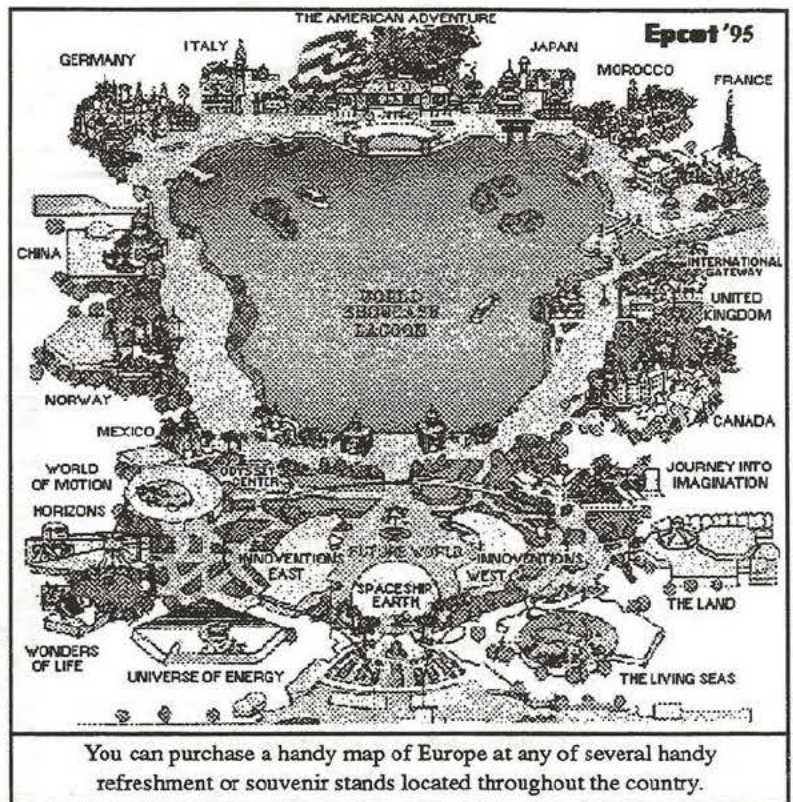 THE AMERICAN ADVENTURE
Epcot '95
ITALY
JAPAN
GERMANY
MOROCCO
FRANCE
CHINA
INTERNATIONAL
GATEWAY
WORLD
SHOWCASE
LAGOON
UNITED
KINGDOM
NORWAY
CANADA
MEXICO
WORLD
OF MOTION
ODYSSEY
CENTER
JOURNEY INTO
IMAGINATION
HORIZONS
INNOVENTIONS
EAST
FUTURE WORLD
INNOVENTIONS
WEST
SPACESHIP
EARTH
THE LAND
WONDERS
OF LIFE
UNIVERSE OF ENERGY
THE LIVING SEAS
You can purchase a handy map of Europe at any of several handy
refreshment or souvenir stands located throughout the country.